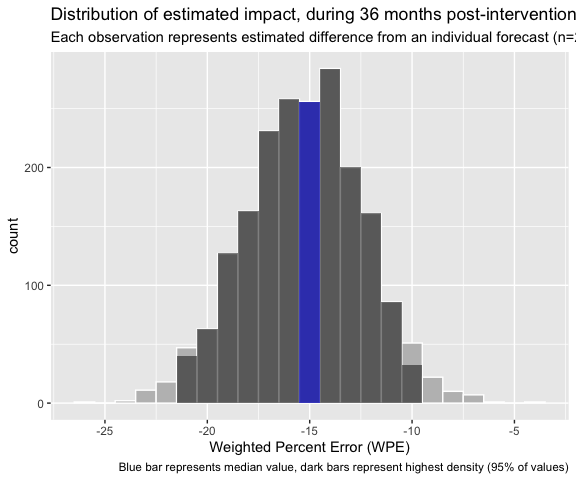 Distribution of estimated impact, during 36 months post-intervention
Each observation represents estimated difference from an individual forecast (n=
count
200
100
0
-25 -20 -15 -10 -5
Weighted Percent Error (WPE)
Blue bar represents median value, dark bars represent highest density (95% of values)